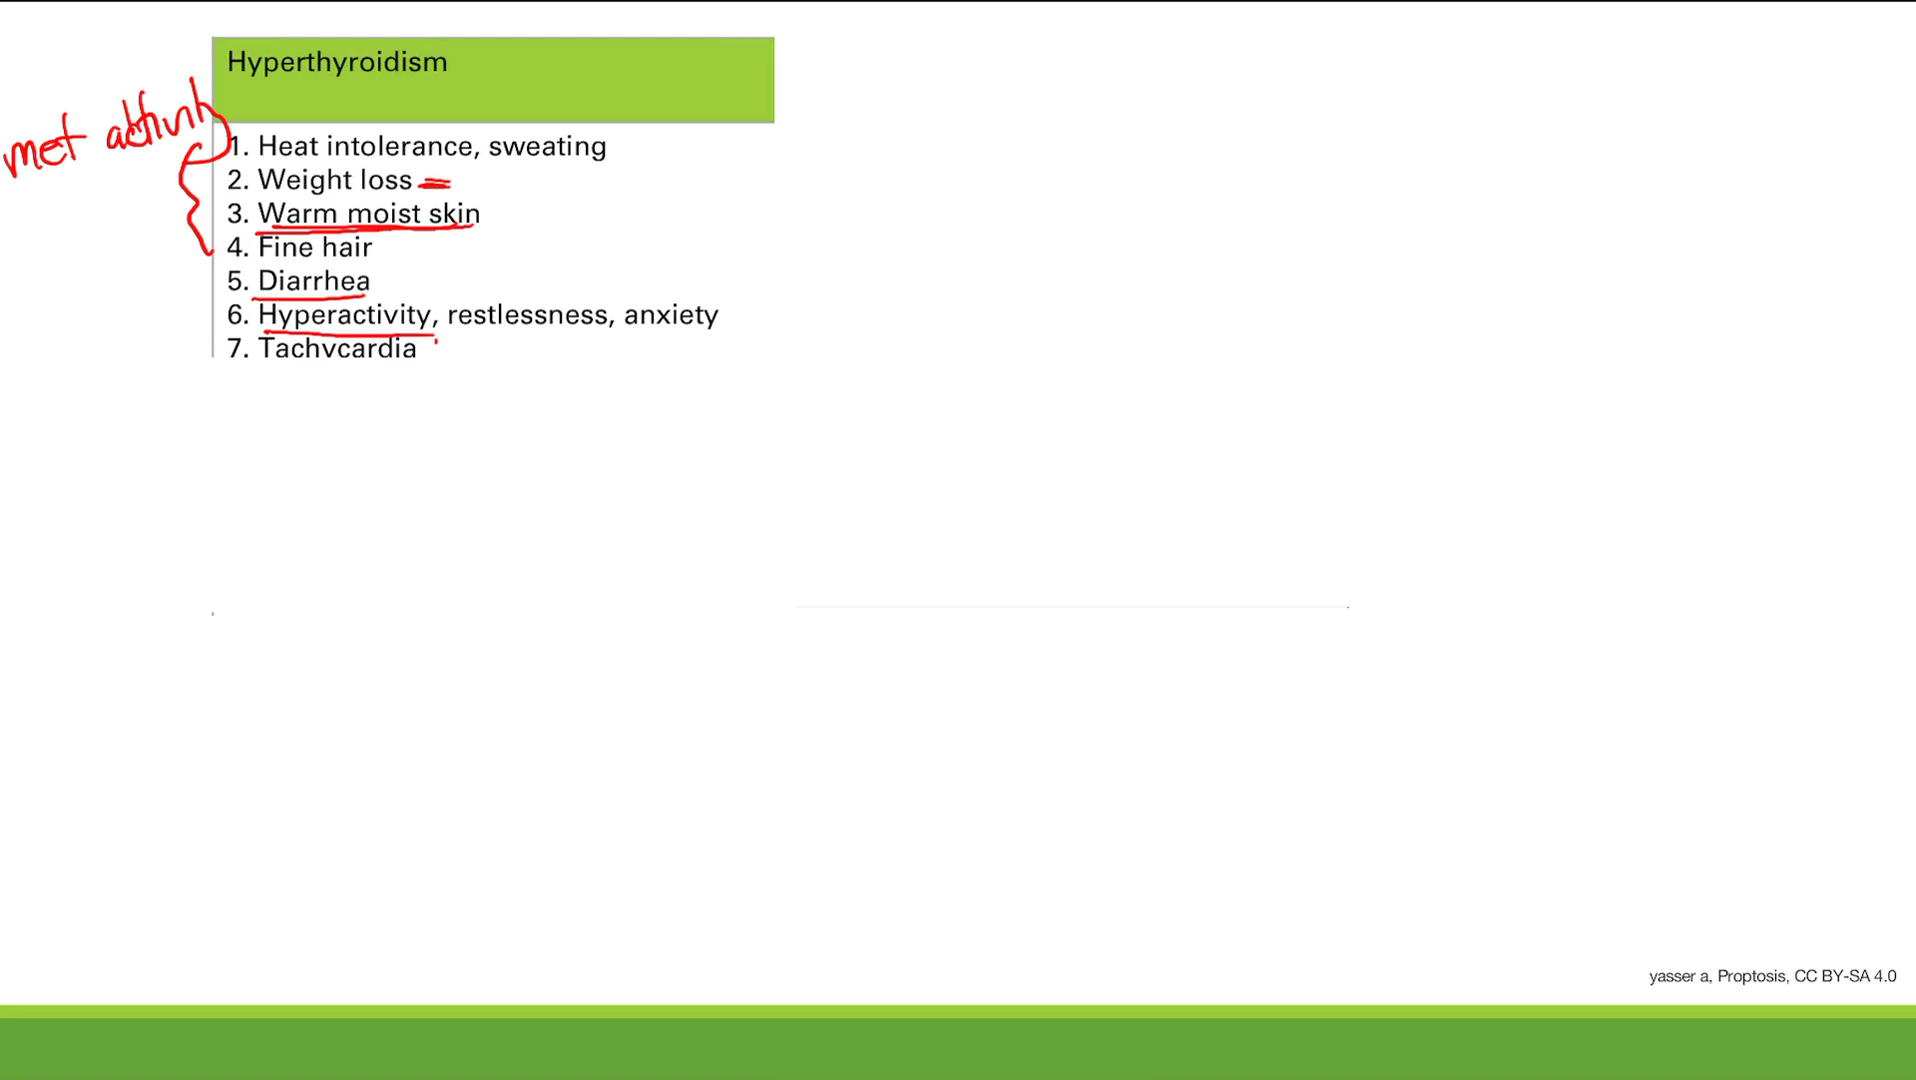 Hyperthyroidism
met activity
1. Heat intolerance, sweating
2. Weight loss
3. Warm moist skin
4. Fine hair
5. Diarrhea
6. Hyperactivity, restlessness, anxiety
7. Tachycardia
yasser a, Proptosis, CC BY-SA 4.0